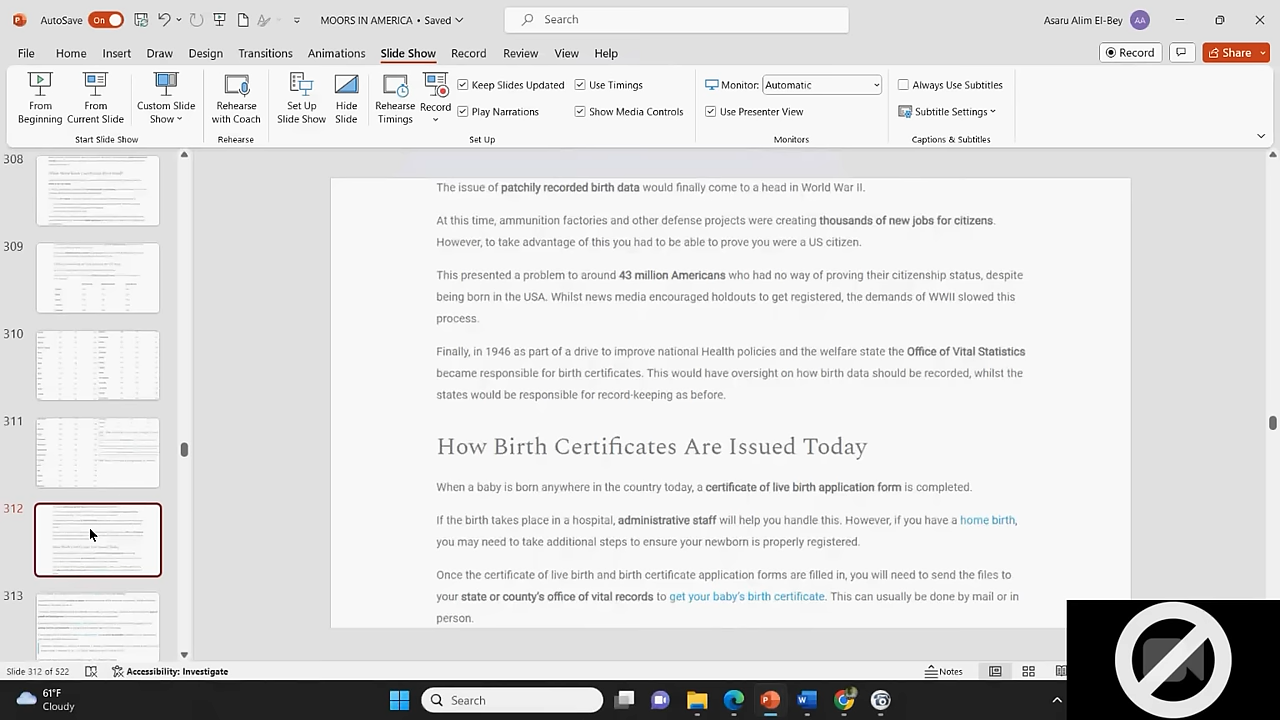 AutoSave On MOORS IN AMERICA • Saved Search Asaru Alim El-Bey AA
File Home Insert Draw Design Transitions Animations Slide Show Record Review View Help Record Share
From Beginning From Current Slide Custom Slide Show Rehearse with Coach Set Up Slide Show Hide Slide Rehearse Timings Record
Keep Slides Updated Use Timings Monitor: Automatic Always Use Subtitles
Play Narrations Show Media Controls Use Presenter View Subtitle Settings
Start Slide Show Rehearse Set Up Monitors Captions & Subtitles
308
309
310
311
312
313
The issue of patchily recorded birth data would finally come to a head in World War II.
At this time, ammunition factories and other defense projects were creating thousands of new jobs for citizens.
However, to take advantage of this you had to be able to prove you were a US citizen.
This presented a problem to around 43 million Americans who had no way of proving their citizenship status, despite
being born in the USA. Whilst news media encouraged holdouts to get registered, the demands of WWII slowed this
process.
Finally, in 1946 as part of a drive to improve national Health policies and the welfare state the Office of Vital Statistics
became responsible for birth certificates. This would have oversight on how birth data should be recorded, whilst the
states would be responsible for record-keeping as before.
How Birth Certificates Are Issued Today
When a baby is born anywhere in the country today, a certificate of live birth application form is completed.
If the birth takes place in a hospital, administrative staff will help you handle this. However, if you have a home birth,
you may need to take additional steps to ensure your newborn is properly registered.
Once the certificate of live birth and birth certificate application forms are filled in, you will need to send the files to
your state or county's office of vital records to get your baby's birth certificate. This can usually be done by mail or in
person.
Slide 312 of 522 Accessibility: Investigate Notes
61°F
Cloudy
Search